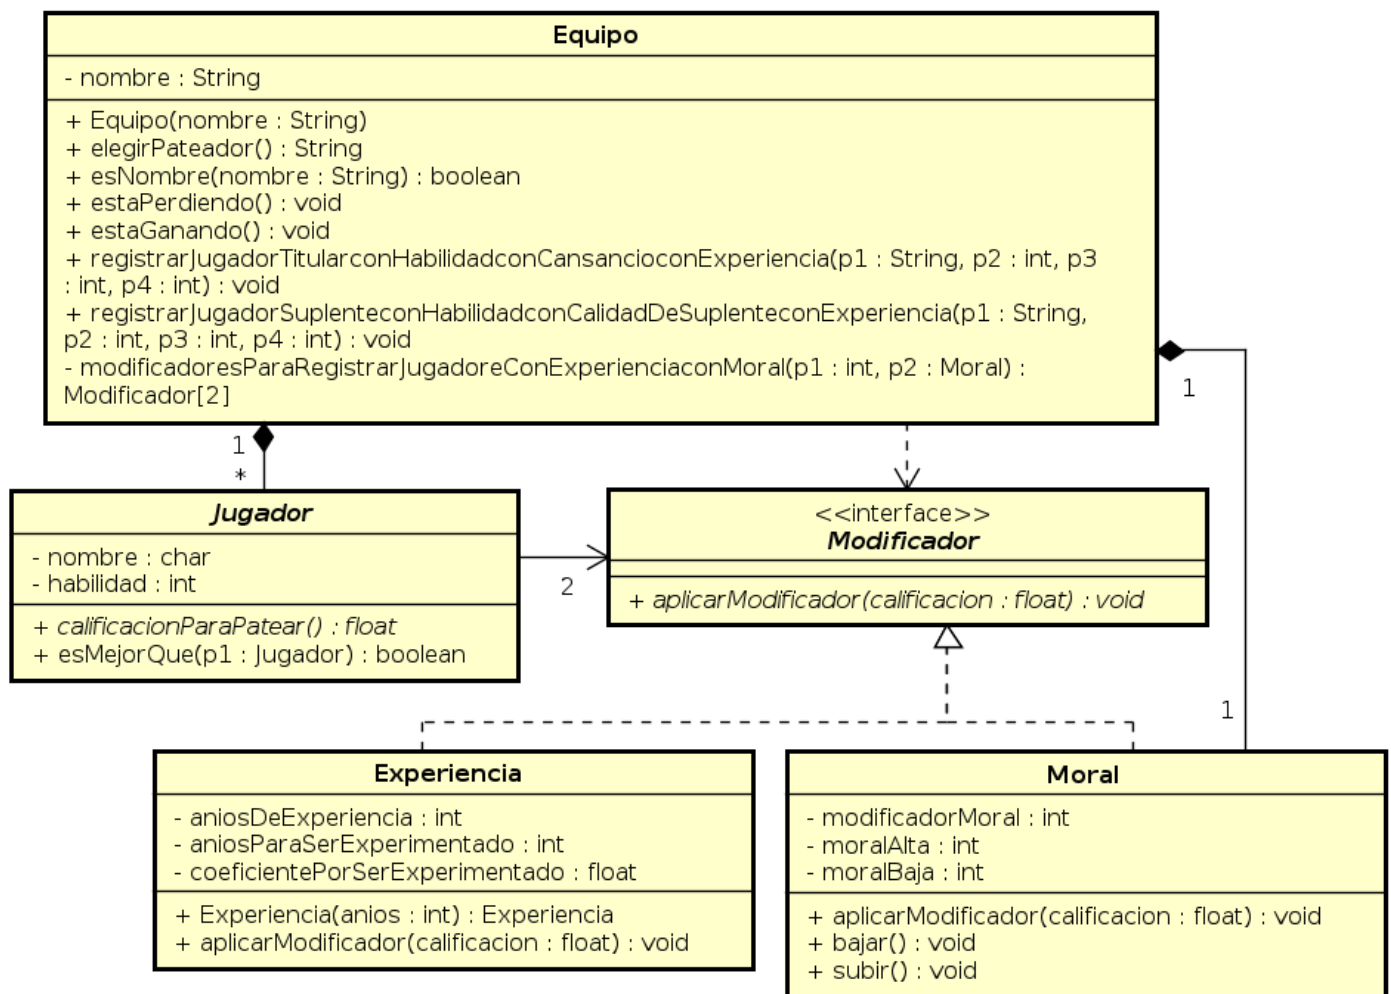 Equipo
- nombre : String
+ Equipo(nombre : String)
+ elegirPateador() : String
+ esNombre(nombre : String) : boolean
+ estaPerdiendo() : void
+ estaGanando() : void
+ registrarJugadorTitularconHabilidadconCansancioconExperiencia(p1 : String, p2 : int, p3
: int, p4 : int) : void
+ registrarJugadorSuplenteconHabilidadconCalidadDeSuplenteconExperiencia(p1 : String,
p2 : int, p3 : int, p4 : int) : void
- modificadoresParaRegistrarJugadoreConExperienciaconMoral(p1 : int, p2 : Moral) :
Modificador[2]
1
1
*
Jugador
- nombre : char
- habilidad : int
+ calificacionParaPatear() : float
+ esMejorQue(p1 : Jugador) : boolean
2
<<interface>>
Modificador
+ aplicarModificador(calificacion : float) : void
1
Experiencia
- aniosDeExperiencia : int
- aniosParaSerExperimentado : int
- coeficientePorSerExperimentado : float
+ Experiencia(anios : int) : Experiencia
+ aplicarModificador(calificacion : float) : void
Moral
- modificadorMoral : int
- moralAlta : int
- moralBaja : int
+ aplicarModificador(calificacion : float) : void
+ bajar() : void
+ subir() : void